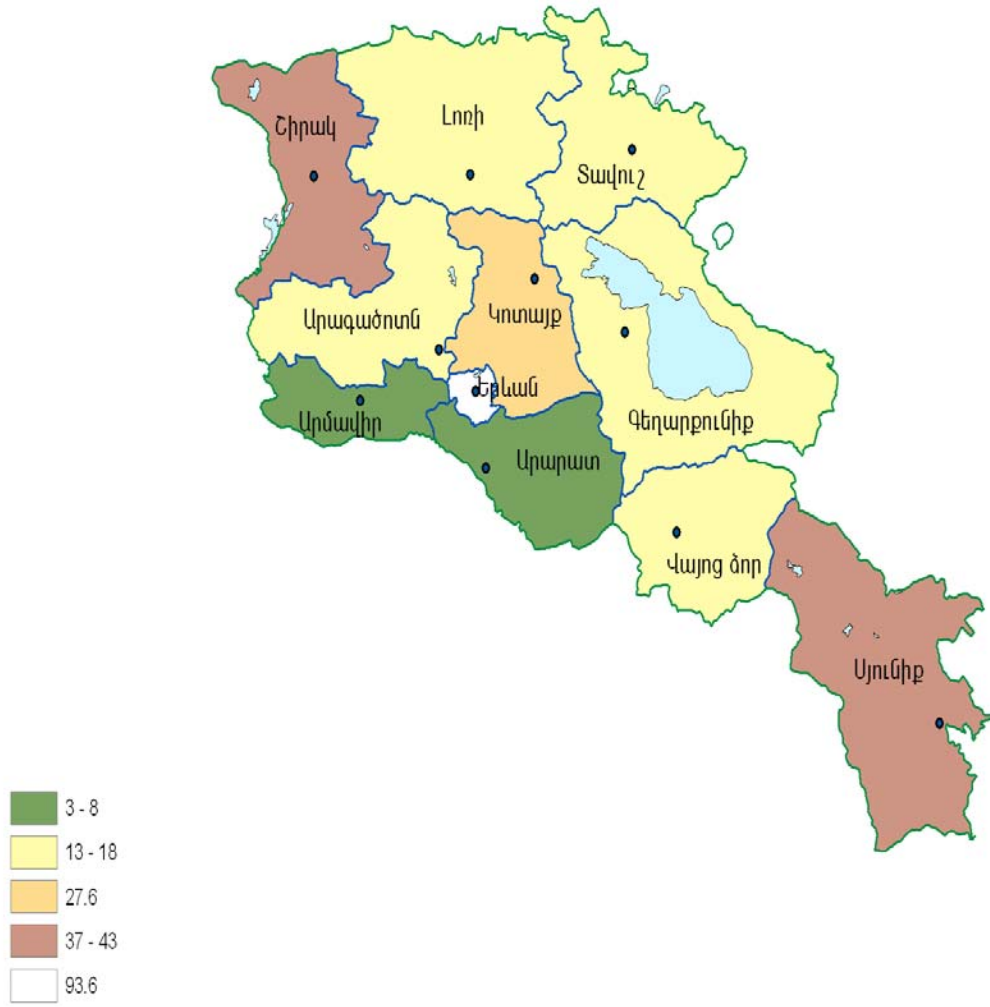 Շիրակ
Լոռի
Տավուշ
Արագածոտն
Կոտայք
Երևան
Արմավիր
Գեղարքունիք
Արարատ
Վայոց ձոր
Սյունիք
3 - 8
13 - 18
27.6
37 - 43
93.6